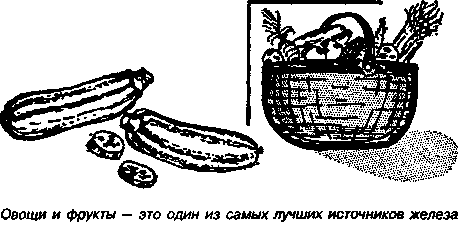 Овощи и фрукты — это один из самых лучших источников железа